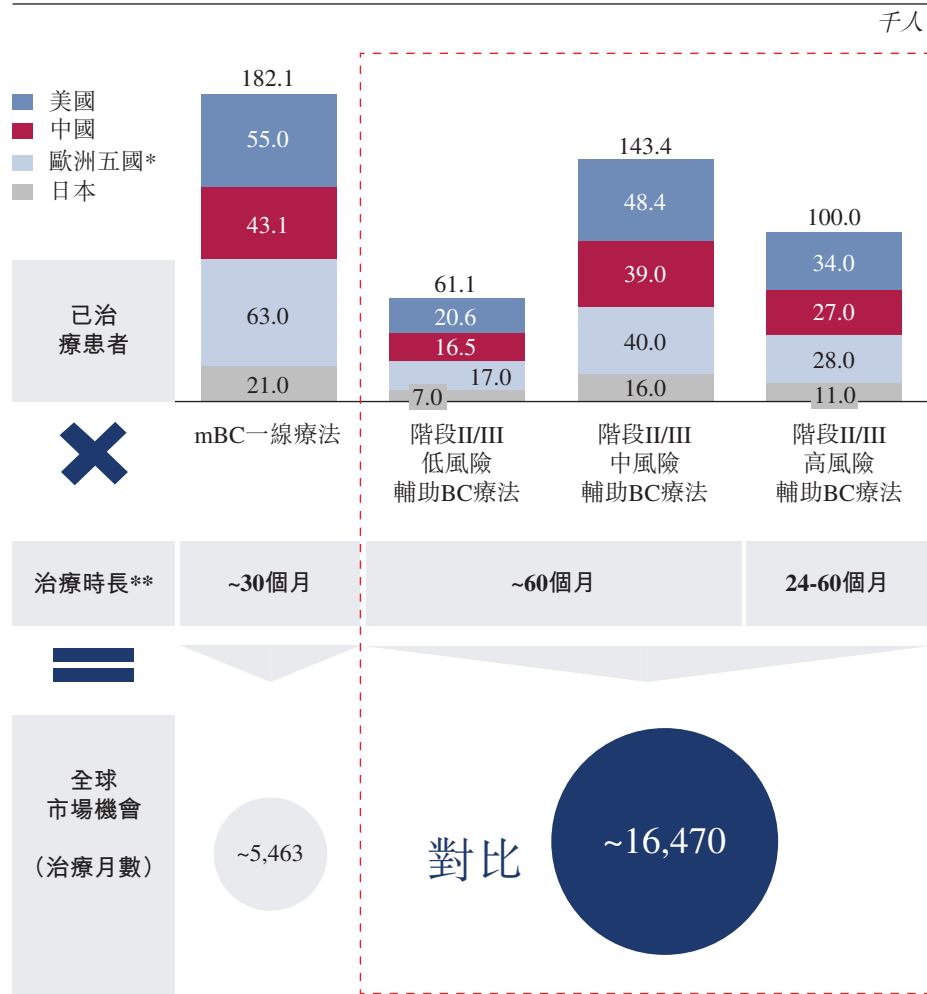 千人
美國
中國
歐洲五國*
日本
182.1
55.0
43.1
63.0
21.0
61.1
20.6
16.5
17.0
7.0
143.4
48.4
39.0
40.0
16.0
100.0
34.0
27.0
28.0
11.0
已治
療患者
mBC一線療法
階段II/III
低風險
輔助BC療法
階段II/III
中風險
輔助BC療法
階段II/III
高風險
輔助BC療法
治療時長**
~30個月
~60個月
24-60個月
全球
市場機會
（治療月數）
~5,463
對比
~16,470